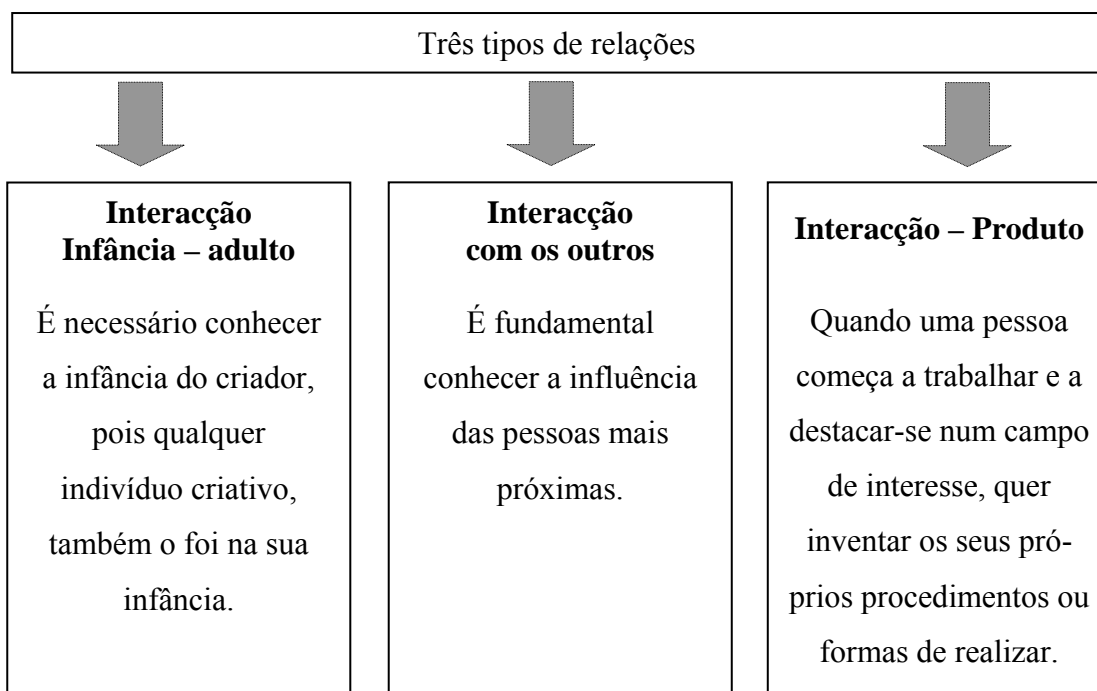 Três tipos de relações
Interacção
Infância – adulto
É necessário conhecer
a infância do criador,
pois qualquer
indivíduo criativo,
também o foi na sua
infância.
Interacção
com os outros
É fundamental
conhecer a influência
das pessoas mais
próximas.
Interacção – Produto
Quando uma pessoa
começa a trabalhar e a
destacar-se num campo
de interesse, quer
inventar os seus pró-
prios procedimentos ou
formas de realizar.